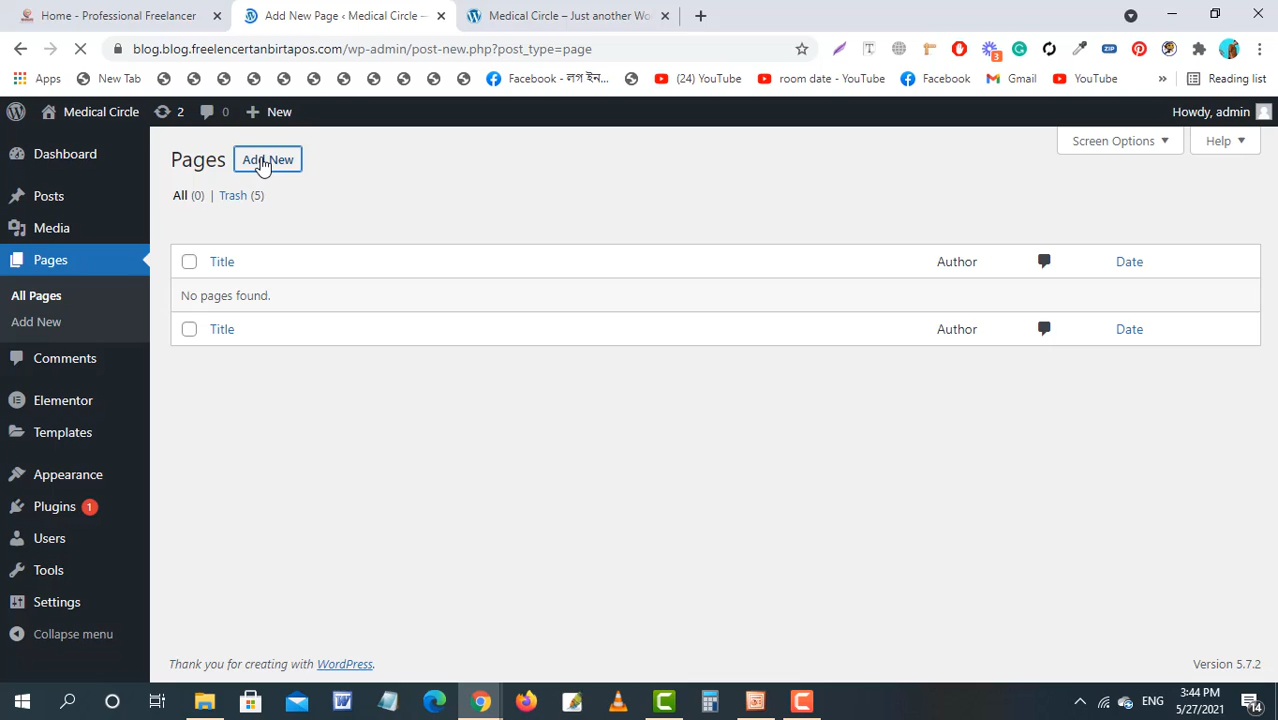 Home - Professional Freelancer
Add New Page ‹ Medical Circle —
Medical Circle – Just another Wo
blog.blog.freelencertanbirtapos.com/wp-admin/post-new.php?post_type=page
ZIP
3
Apps
New Tab
Facebook - লগ ইন...
(24) YouTube
room date - YouTube
Facebook
Gmail
YouTube
»
Reading list
Medical Circle
2
0
New
Howdy, admin
Dashboard
Posts
Media
Pages
All Pages
Add New
Comments
Elementor
Templates
Appearance
Plugins 1
Users
Tools
Settings
Collapse menu
Screen Options
Help
Pages
Add New
All (0) | Trash (5)
Title Author Date
No pages found.
Title Author Date
Thank you for creating with WordPress.
Version 5.7.2
ENG
3:44 PM
5/27/2021
14